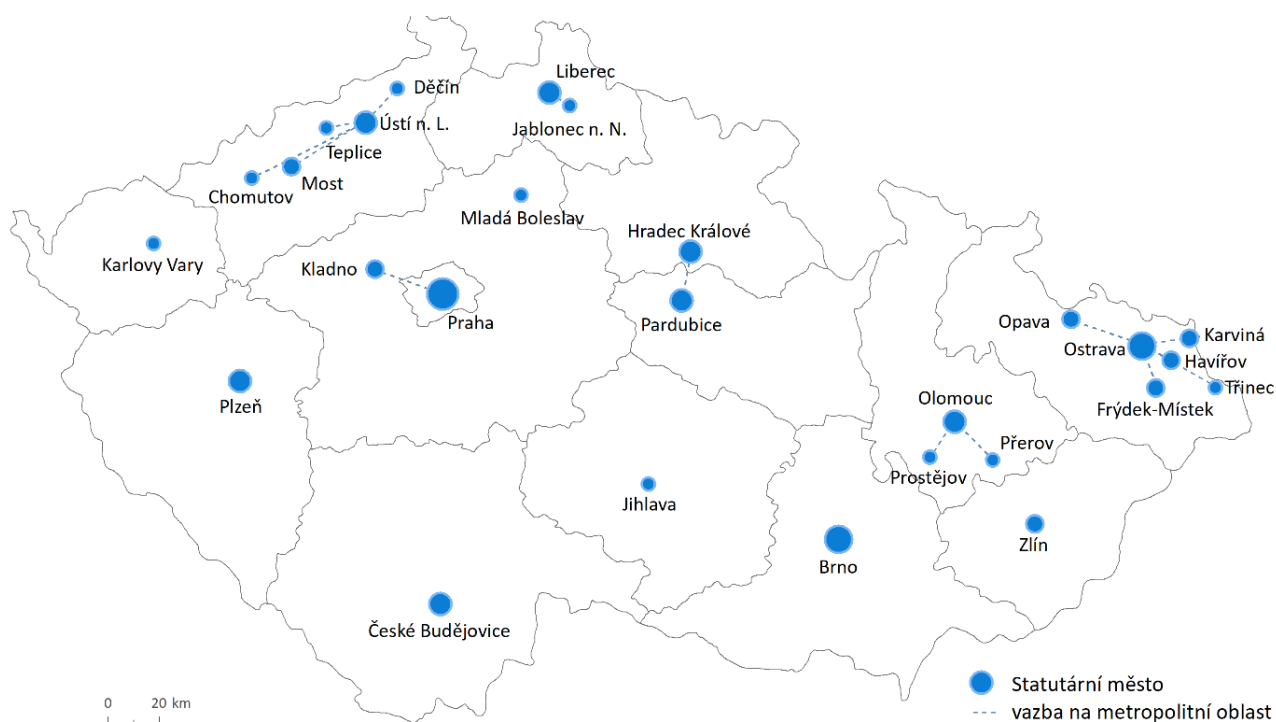 Děčín
Liberec
Ústí n. L.
Jablonec n. N.
Teplice
Most
Chomutov
Mladá Boleslav
Hradec Králové
Karlovy Vary
Kladno
Praha
Pardubice
Opava
Karviná
Ostrava
Havířov
Třinec
Plzeň
Olomouc
Frýdek-Místek
Přerov
Prostějov
Jihlava
Zlín
Brno
České Budějovice
Statutární město
vazba na metropolitní oblast
0 20 km